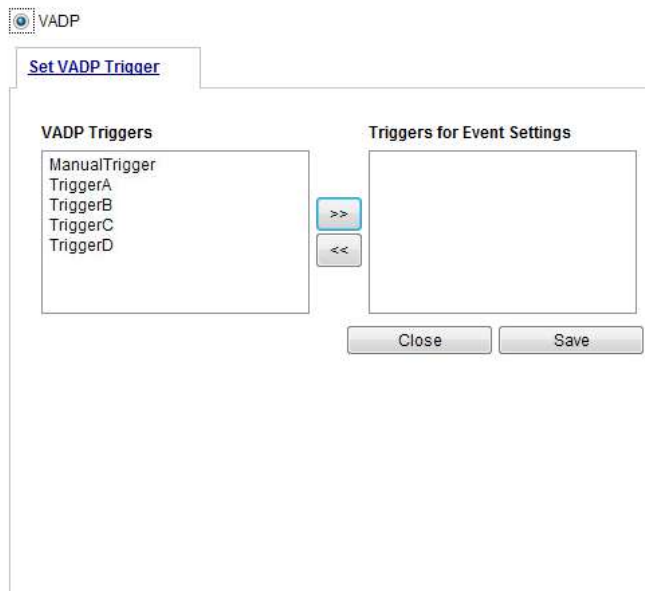 VADP
Set VADP Trigger
VADP Triggers
Triggers for Event Settings
ManualTrigger
TriggerA
TriggerB
TriggerC
TriggerD
>>
<<
Close
Save